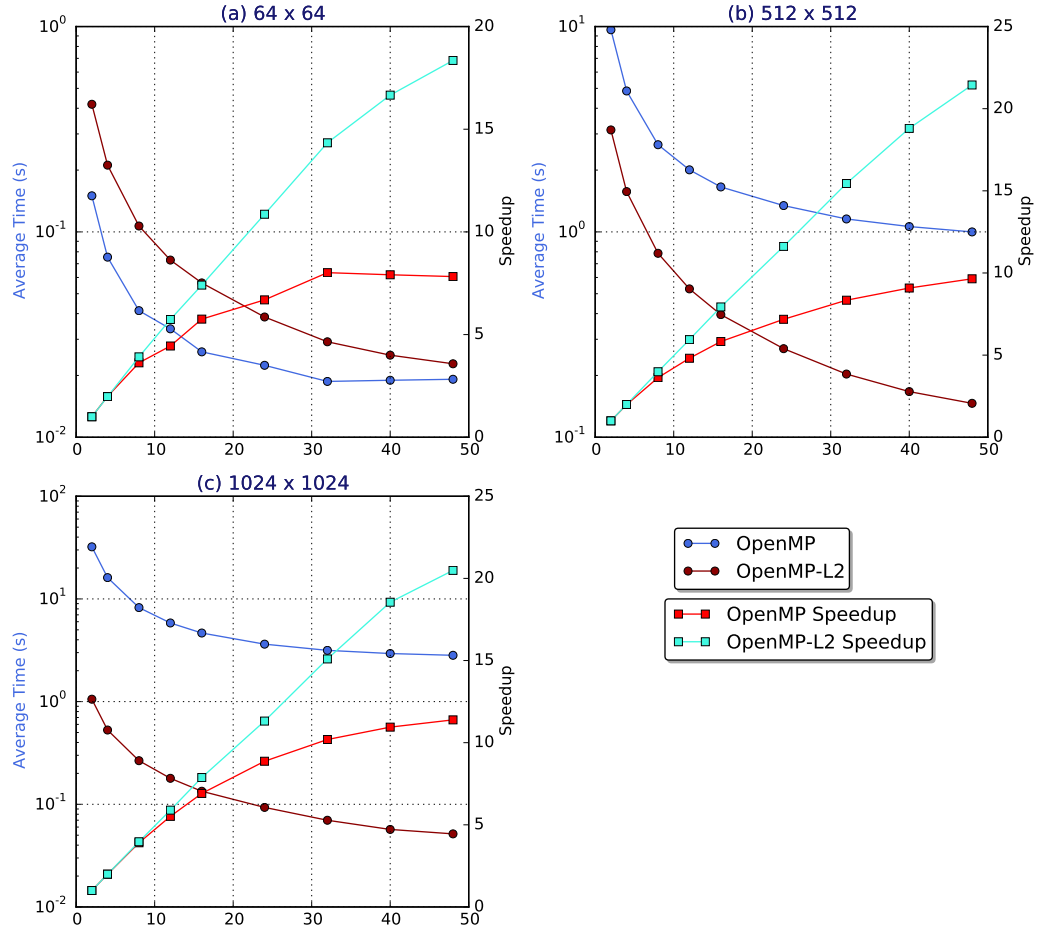 (a) 64 x 64
10^0
10^-1
10^-2
Average Time (s)
20
15
10
5
0
Speedup
0 10 20 30 40 50
(b) 512 x 512
10^1
10^0
10^-1
Average Time (s)
25
20
15
10
5
0
Speedup
0 10 20 30 40 50
(c) 1024 x 1024
10^2
10^1
10^0
10^-1
10^-2
Average Time (s)
25
20
15
10
5
0
Speedup
0 10 20 30 40 50
OpenMP
OpenMP-L2
OpenMP Speedup
OpenMP-L2 Speedup